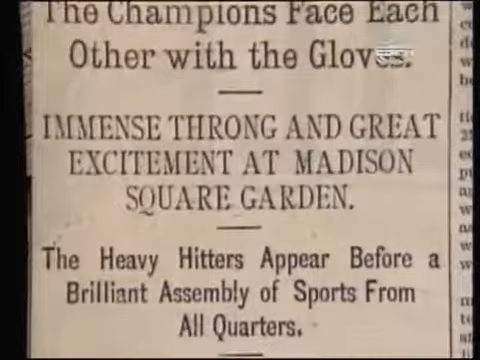 The Champions Face Each
Other with the Gloves.
IMMENSE THRONG AND GREAT
EXCITEMENT AT MADISON
SQUARE GARDEN.
The Heavy Hitters Appear Before a
Brilliant Assembly of Sports From
All Quarters.